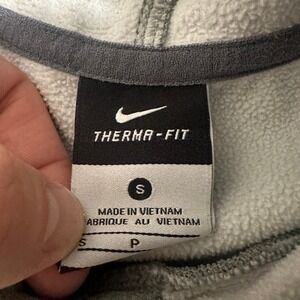 THERMA-FIT
S
MADE IN VIETNAM
FABRIQUE AU VIETNAM
S P